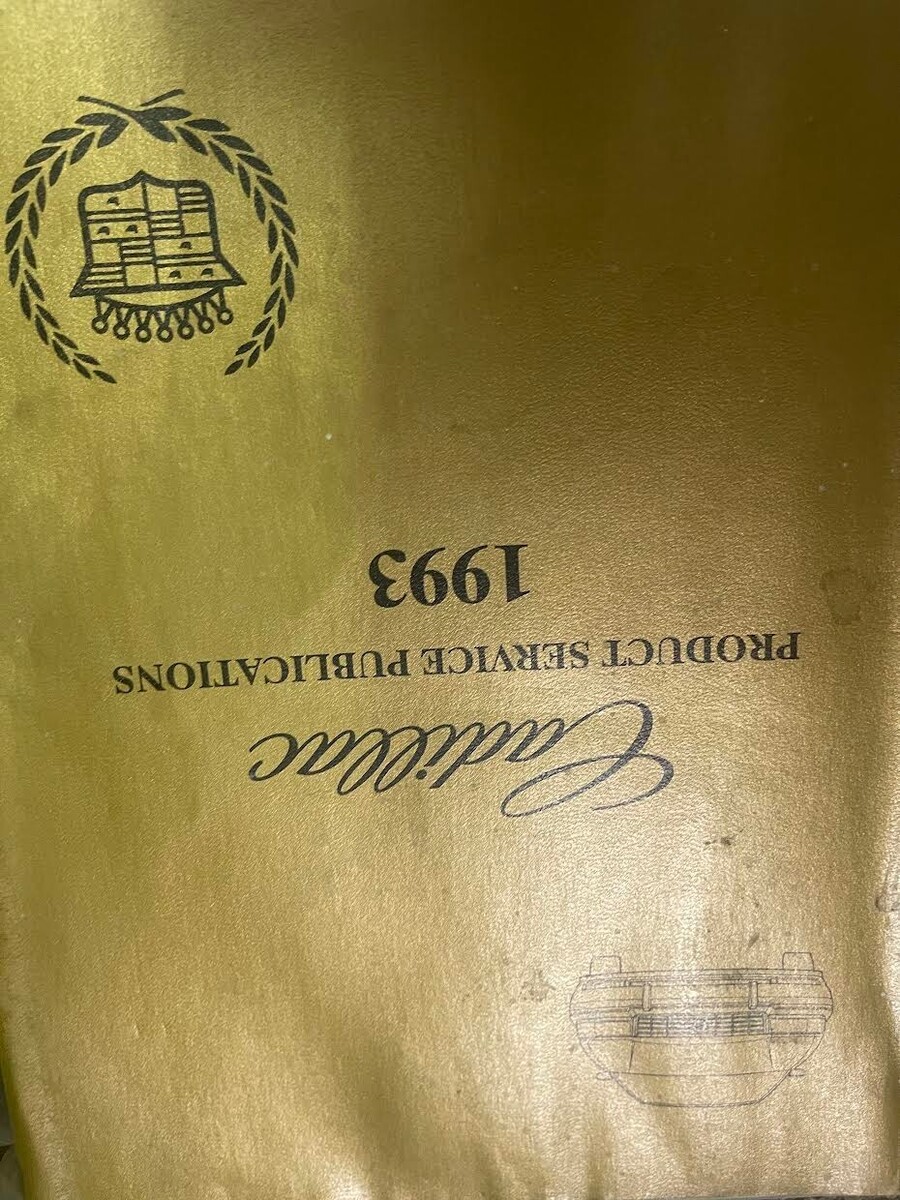 Cadillac
PRODUCT SERVICE PUBLICATIONS
1993